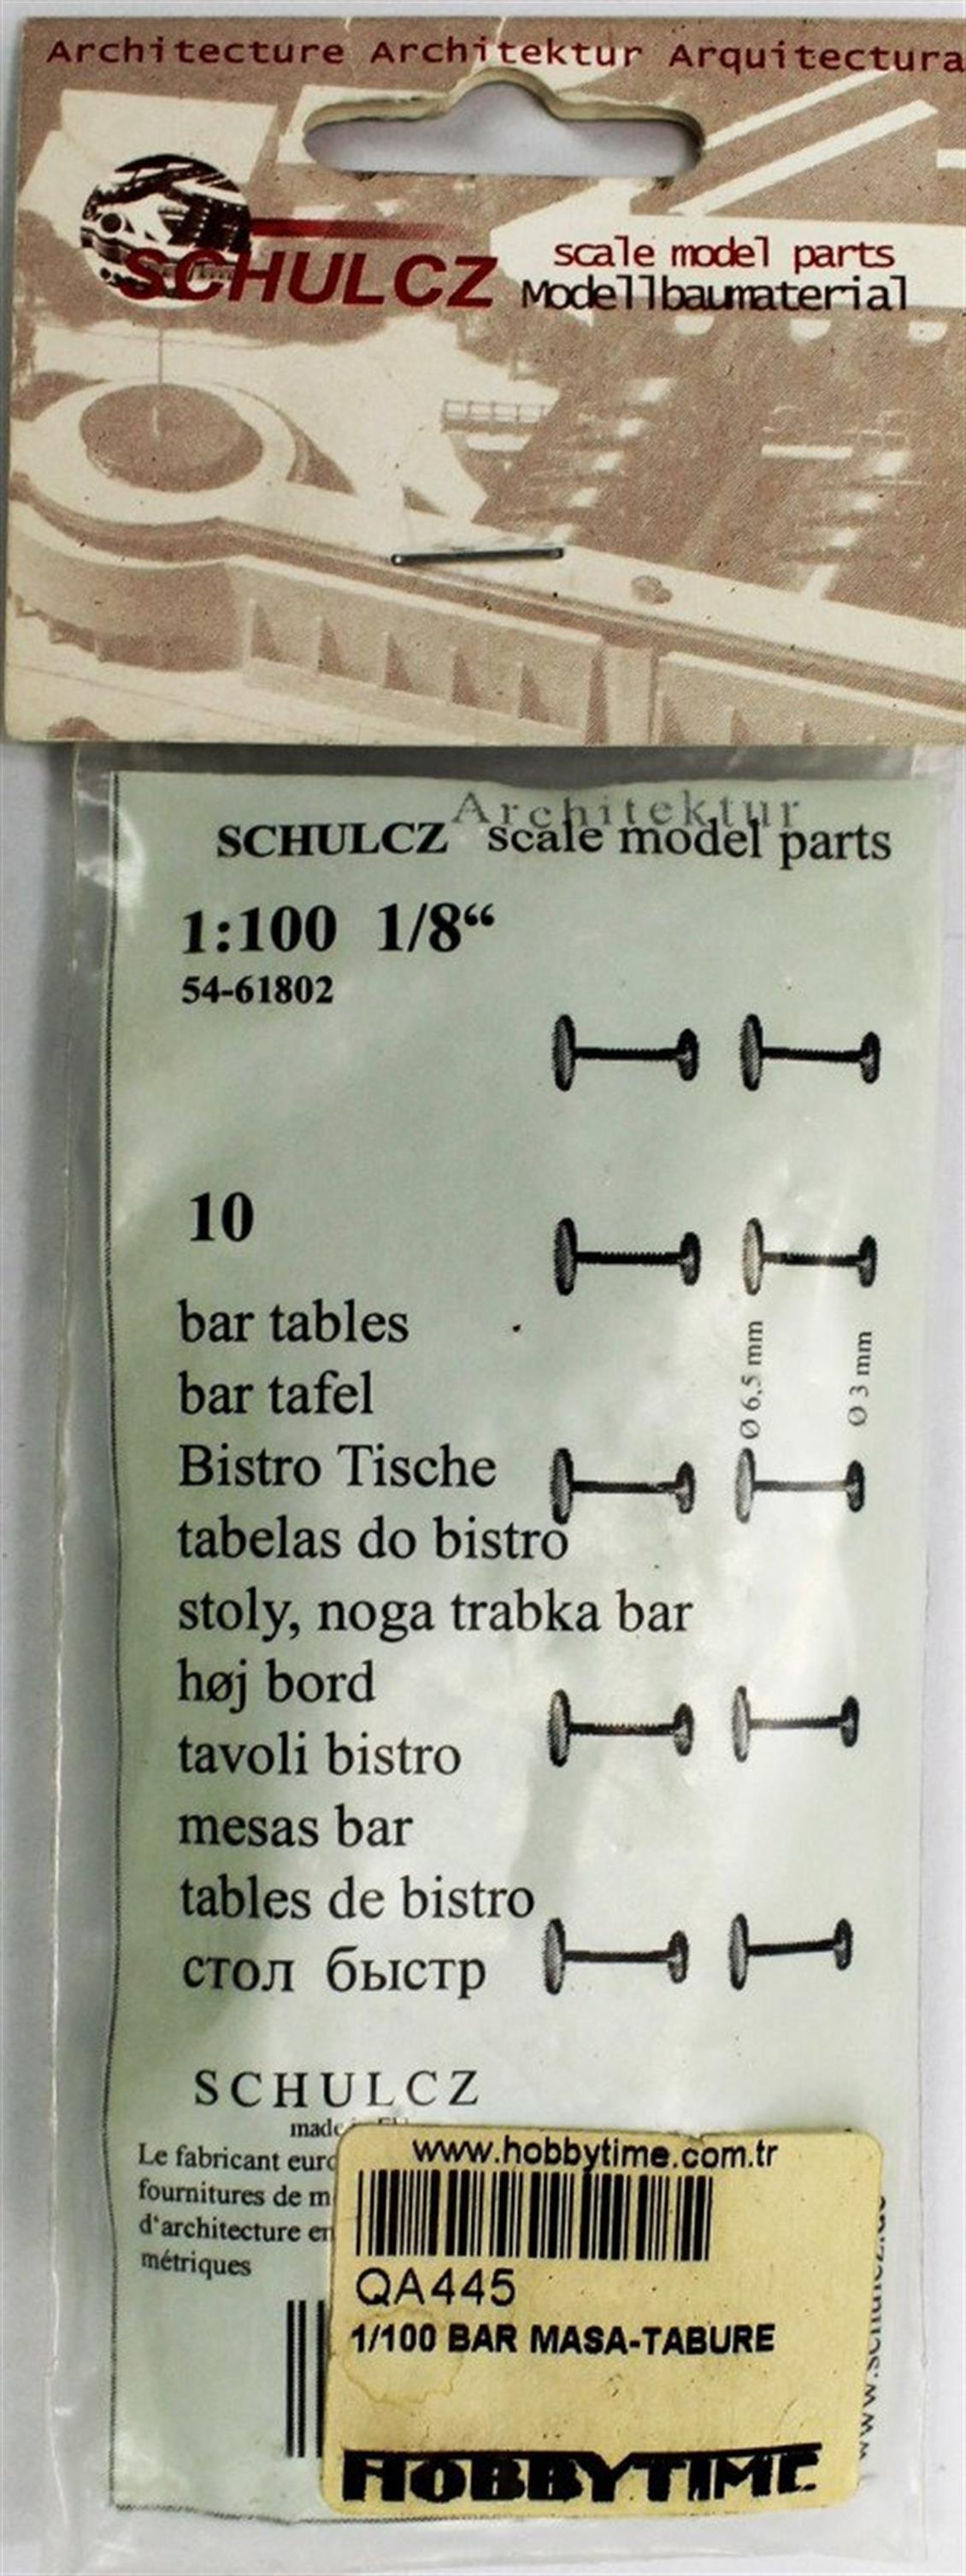 Architecture Architektur Arquitectura
SCHULCZ
scale model parts
Modellbaumaterial
Architektur
SCHULCZ scale model parts
1:100 1/8“
54-61802
10
bar tables
bar tafel
Bistro Tische
tabelas do bistro
stoly, noga trabka bar
høj bord
tavoli bistro
mesas bar
tables de bistro
стол быстр
Ø 6,5 mm
Ø 3 mm
SCHULCZ
made
Le fabricant
fournitures de
d'architecture
métriques
www.hobbytime.com.tr
QA445
1/100 BAR MASA-TABURE
HOBBYTIME